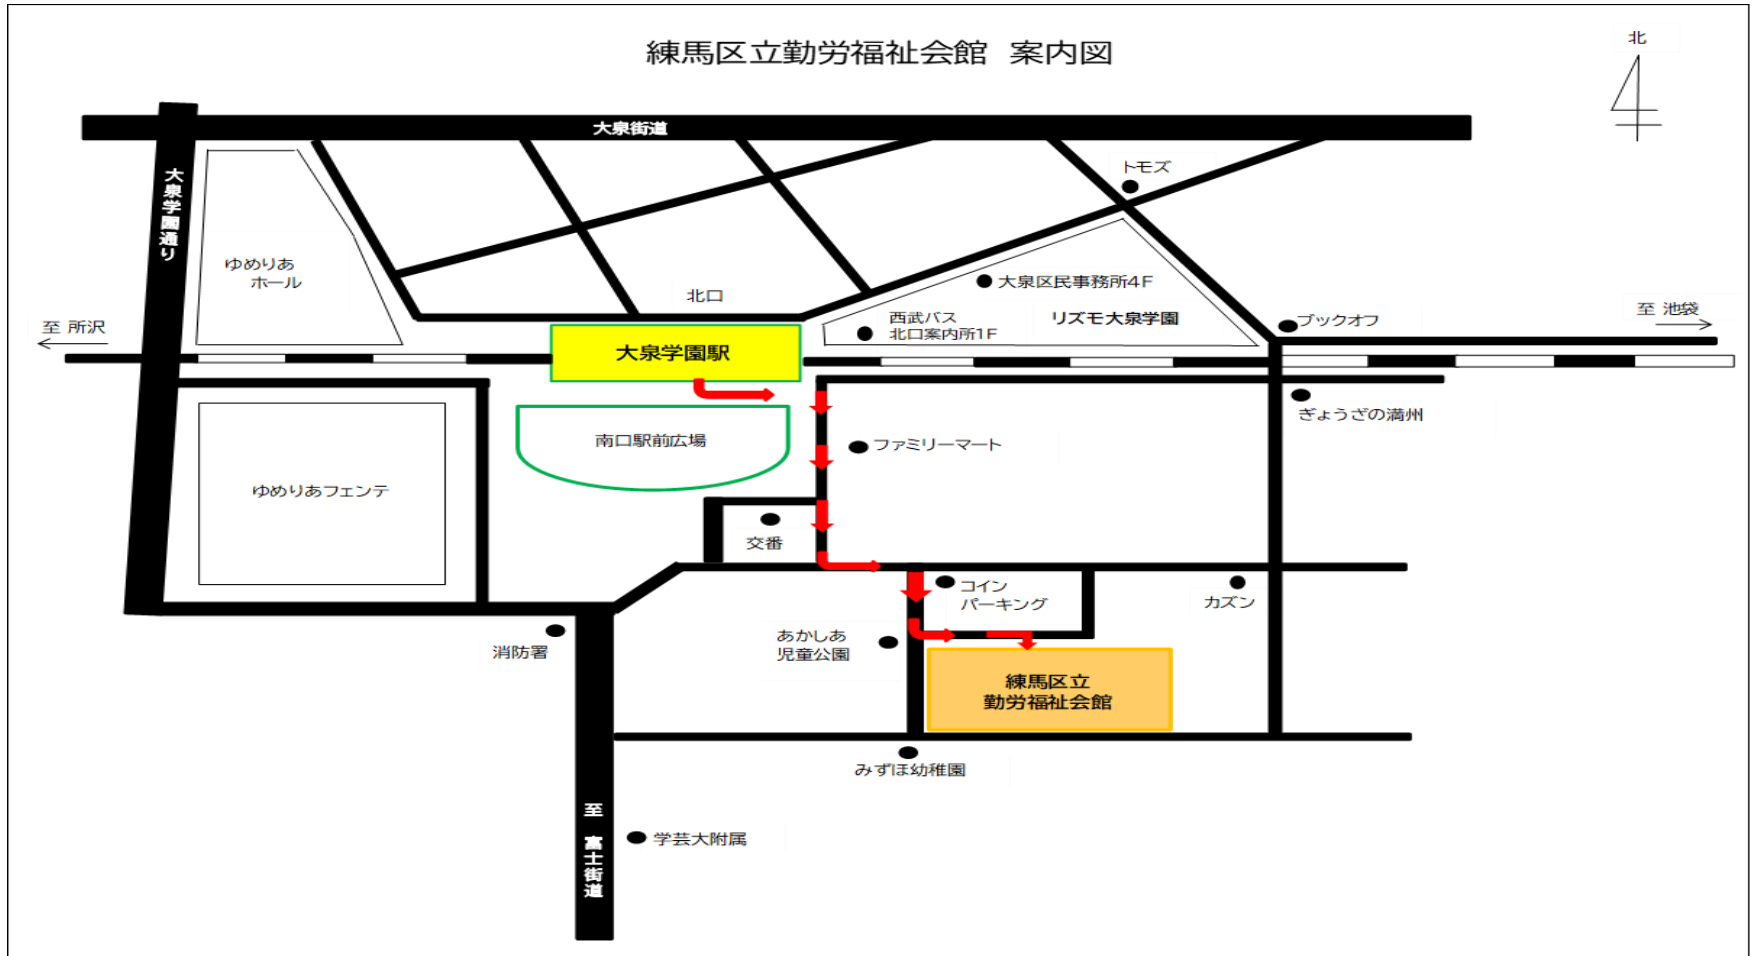 練馬区立勤労福祉会館 案内図
北
大泉街道
大泉学園通り
トモズ
ゆめりあ
ホール
大泉区民事務所4F
北口
西武バス
北口案内所1F
リズモ大泉学園
ブックオフ
至 池袋
至 所沢
大泉学園駅
ぎょうざの満州
南口駅前広場
ファミリーマート
ゆめりあフェンテ
交番
コイン
パーキング
カズン
消防署
あかしあ
児童公園
練馬区立
勤労福祉会館
みずほ幼稚園
至 富士街道
学芸大附属